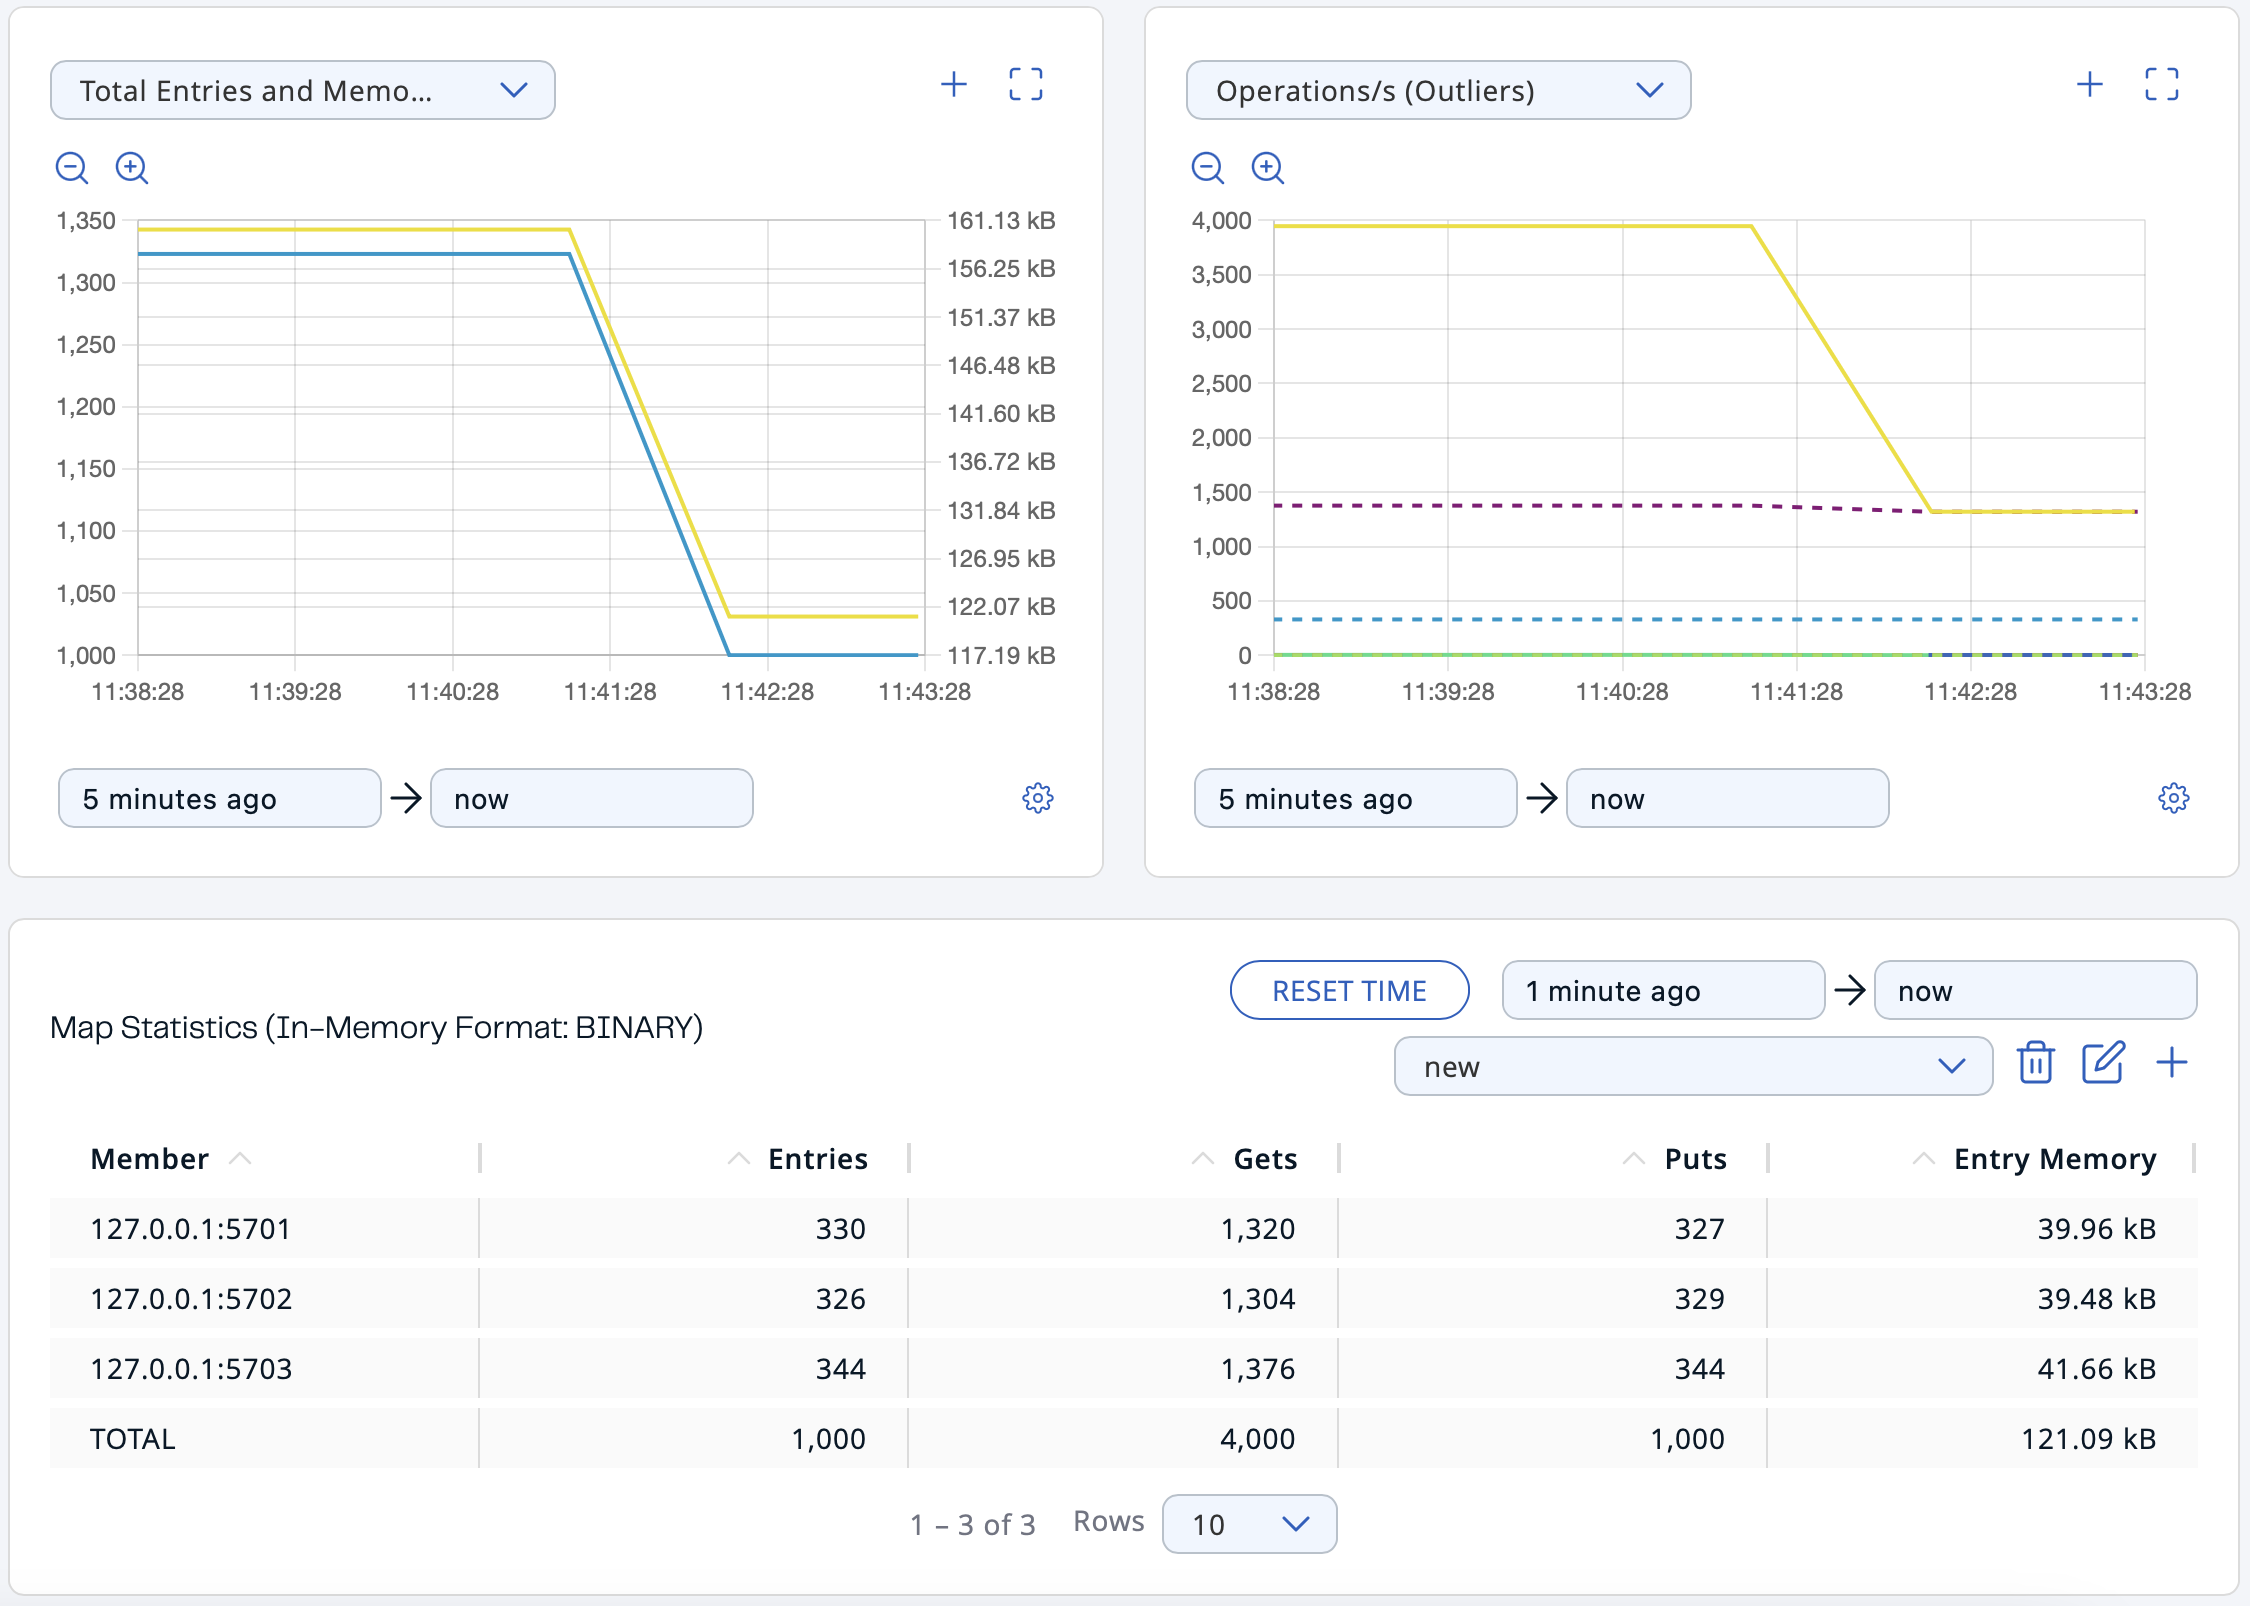 Total Entries and Memo...
1,350
1,300
1,250
1,200
1,150
1,100
1,050
1,000
161.13 kB
156.25 kB
151.37 kB
146.48 kB
141.60 kB
136.72 kB
131.84 kB
126.95 kB
122.07 kB
117.19 kB
11:38:28 11:39:28 11:40:28 11:41:28 11:42:28 11:43:28
5 minutes ago → now
Operations/s (Outliers)
4,000
3,500
3,000
2,500
2,000
1,500
1,000
500
0
11:38:28 11:39:28 11:40:28 11:41:28 11:42:28 11:43:28
5 minutes ago → now
RESET TIME 1 minute ago → now
Map Statistics (In-Memory Format: BINARY)
new
Member Entries Gets Puts Entry Memory
127.0.0.1:5701 330 1,320 327 39.96 kB
127.0.0.1:5702 326 1,304 329 39.48 kB
127.0.0.1:5703 344 1,376 344 41.66 kB
TOTAL 1,000 4,000 1,000 121.09 kB
1 – 3 of 3 Rows 10